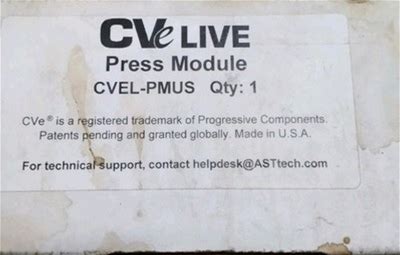 CVe LIVE
Press Module
CVEL-PMUS Qty: 1
CVe® is a registered trademark of Progressive Components.
Patents pending and granted globally. Made in U.S.A.
For technical support, contact helpdesk@ASTtech.com